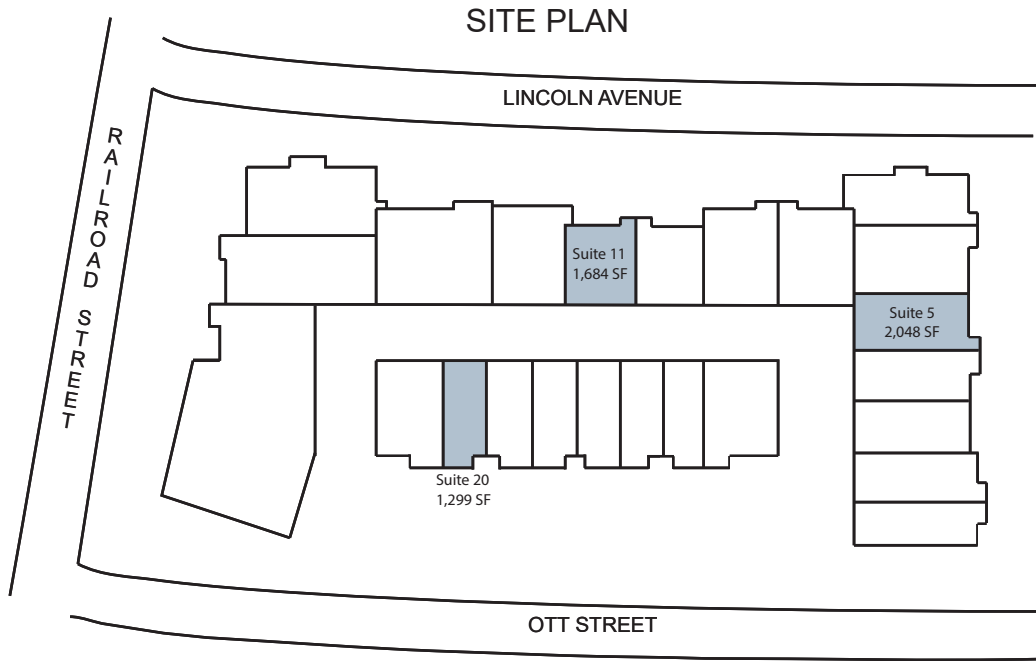 SITE PLAN
LINCOLN AVENUE
RAILROAD STREET
Suite 11
1,684 SF
Suite 5
2,048 SF
Suite 20
1,299 SF
OTT STREET